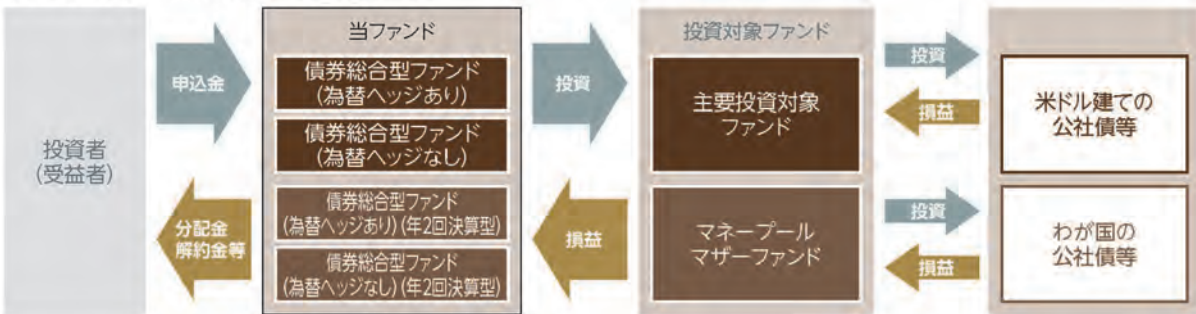 投資者
(受益者)
申込金
分配金
解約金等
当ファンド
債券総合型ファンド
(為替ヘッジあり)
債券総合型ファンド
(為替ヘッジなし)
債券総合型ファンド
(為替ヘッジあり)(年2回決算型)
債券総合型ファンド
(為替ヘッジなし)(年2回決算型)
投資
損益
投資対象ファンド
主要投資対象
ファンド
マネープール
マザーファンド
投資
損益
投資
損益
米ドル建ての
公社債等
わが国の
公社債等